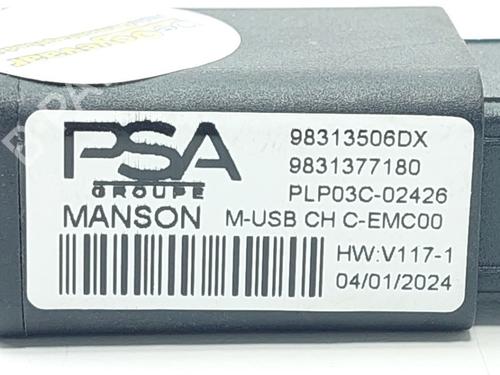 PSA
GROUPE
MANSON
98313506DX
9831377180
PLP03C-02426
M-USB CH C-EMC00
HW:V117-1
04/01/2024